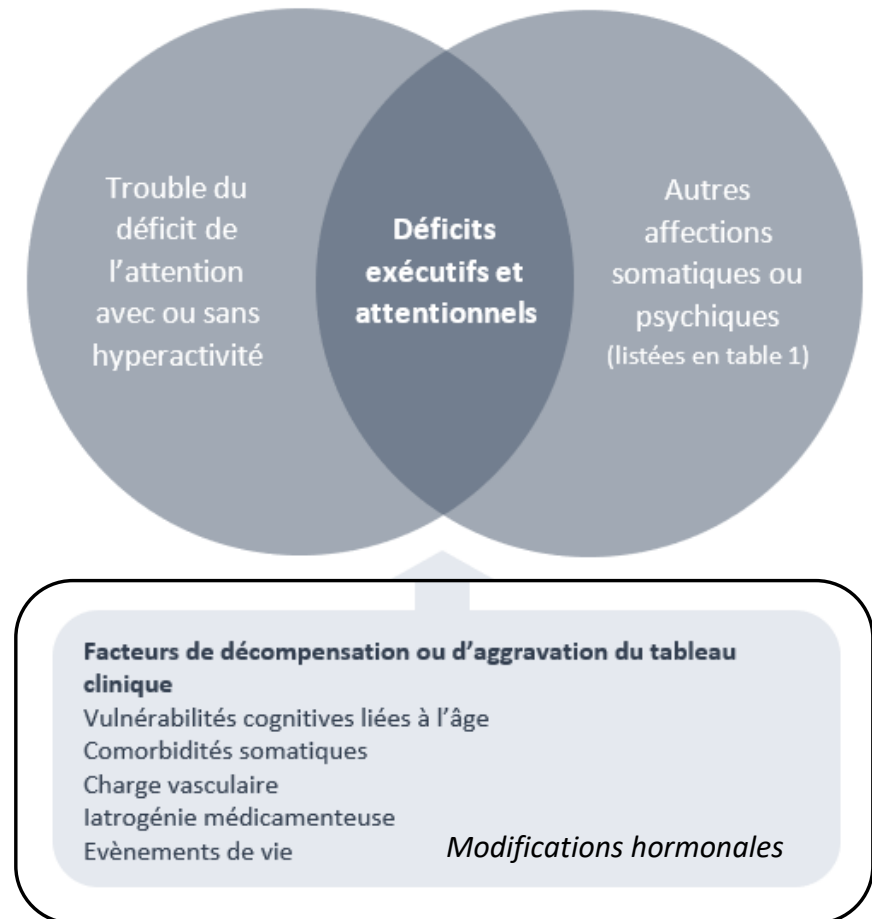 Trouble du
déficit de
l'attention
avec ou sans
hyperactivité
Déficits
exécutifs et
attentionnels
Autres
affections
somatiques ou
psychiques
(listées en table 1)
Facteurs de décompensation ou d'aggravation du tableau
clinique
Vulnérabilités cognitives liées à l'âge
Comorbidités somatiques
Charge vasculaire
Iatrogénie médicamenteuse
Evènements de vie
Modifications hormonales